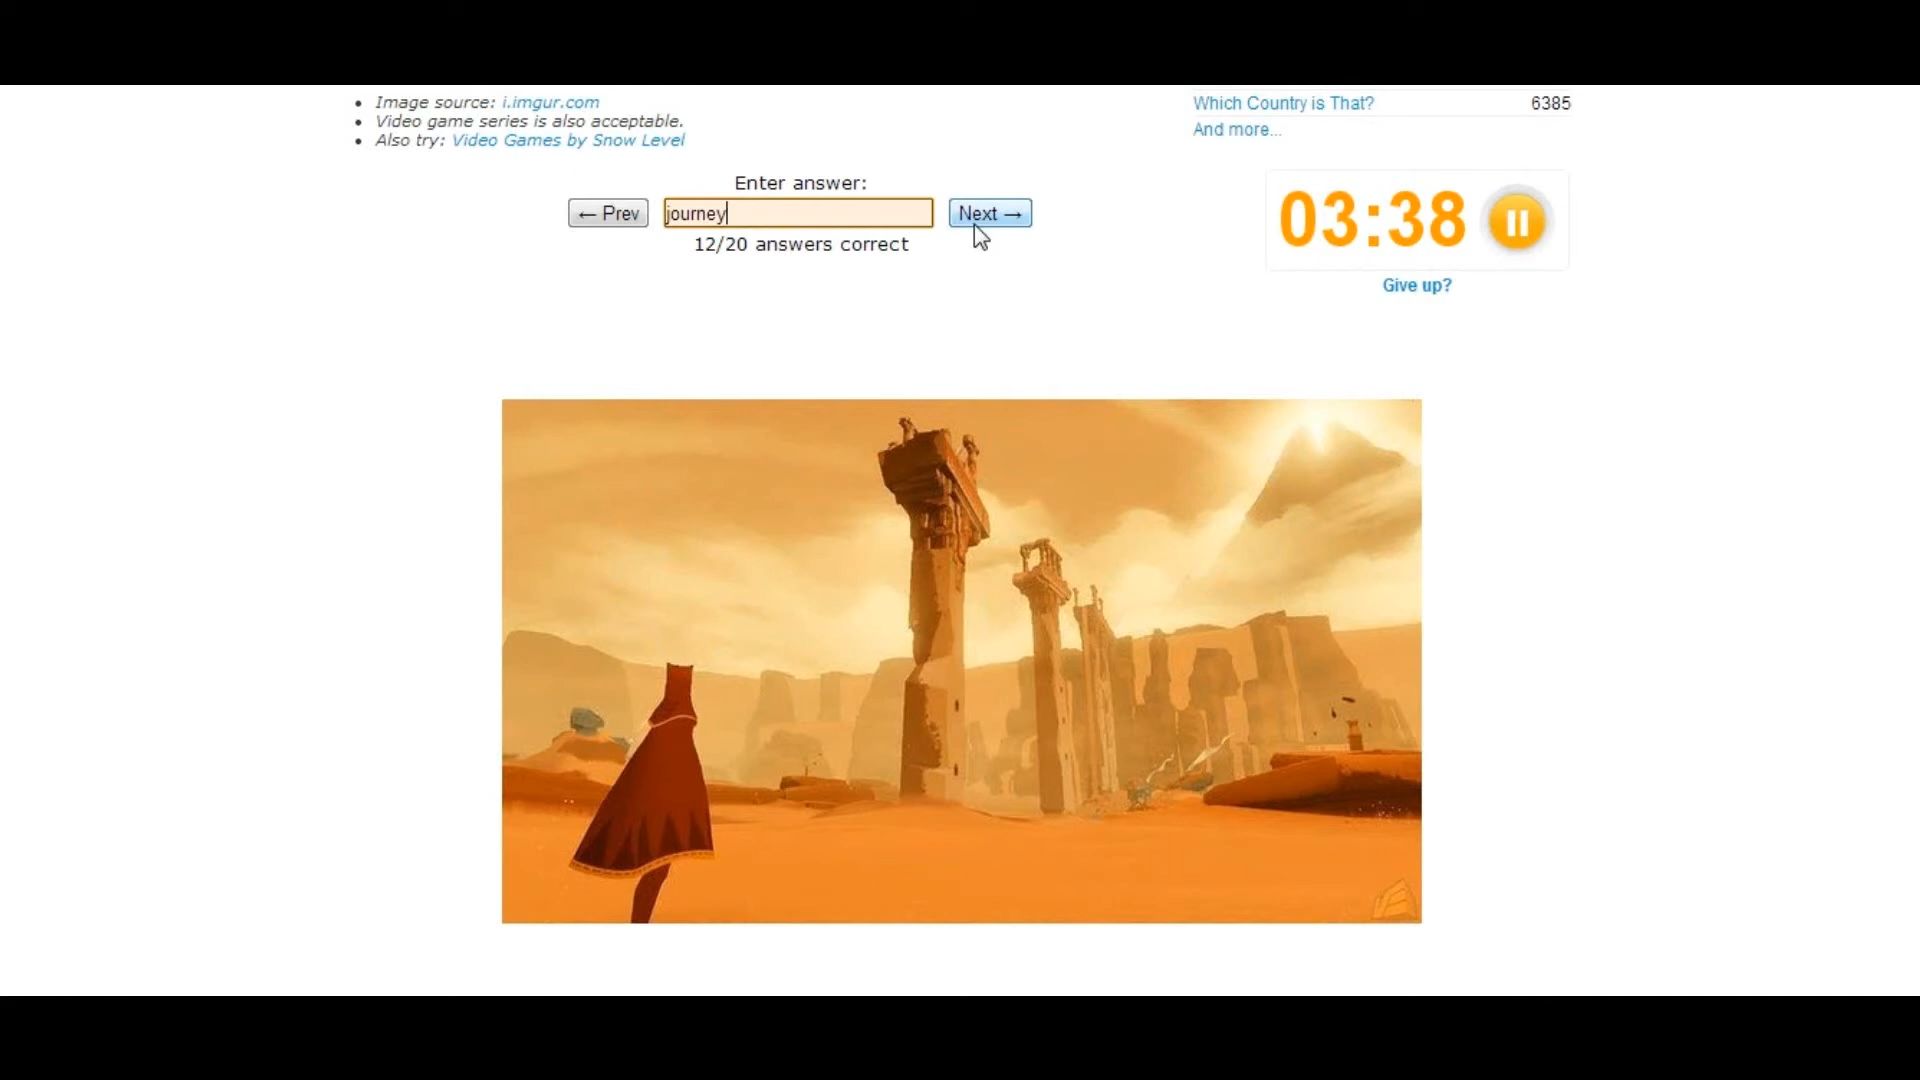 Image source: i.imgur.com
Video game series is also acceptable.
Also try: Video Games by Snow Level
Which Country is That? 6385
And more...
Enter answer:
← Prev journey Next →
12/20 answers correct
03:38
Give up?